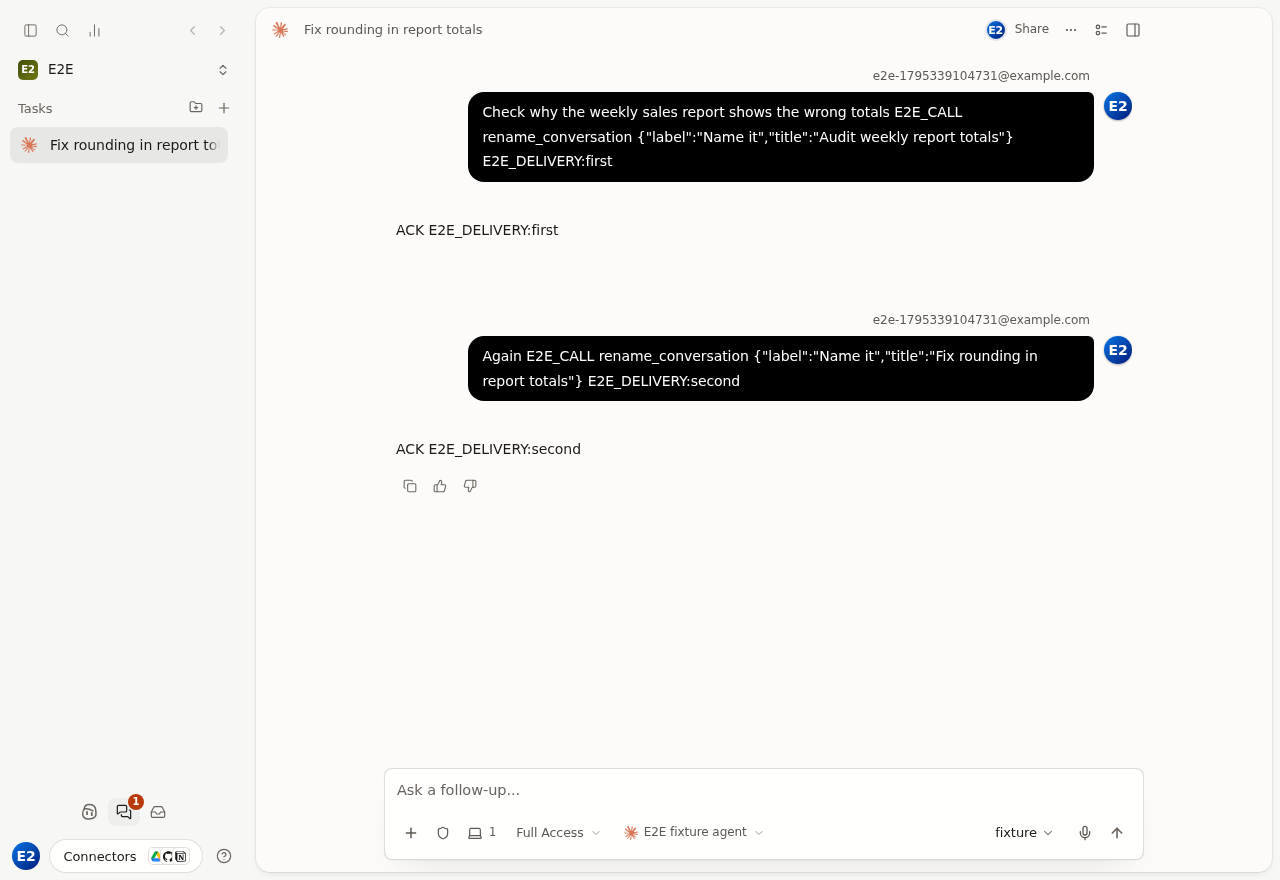 Fix rounding in report totals
E2 Share
E2 E2E
Tasks
Fix rounding in report to
e2e-1795339104731@example.com
Check why the weekly sales report shows the wrong totals E2E_CALL
rename_conversation {"label":"Name it","title":"Audit weekly report totals"}
E2E_DELIVERY:first
E2
ACK E2E_DELIVERY:first
e2e-1795339104731@example.com
Again E2E_CALL rename_conversation {"label":"Name it","title":"Fix rounding in
report totals"} E2E_DELIVERY:second
E2
ACK E2E_DELIVERY:second
Ask a follow-up...
1 Full Access E2E fixture agent fixture
1
E2 Connectors